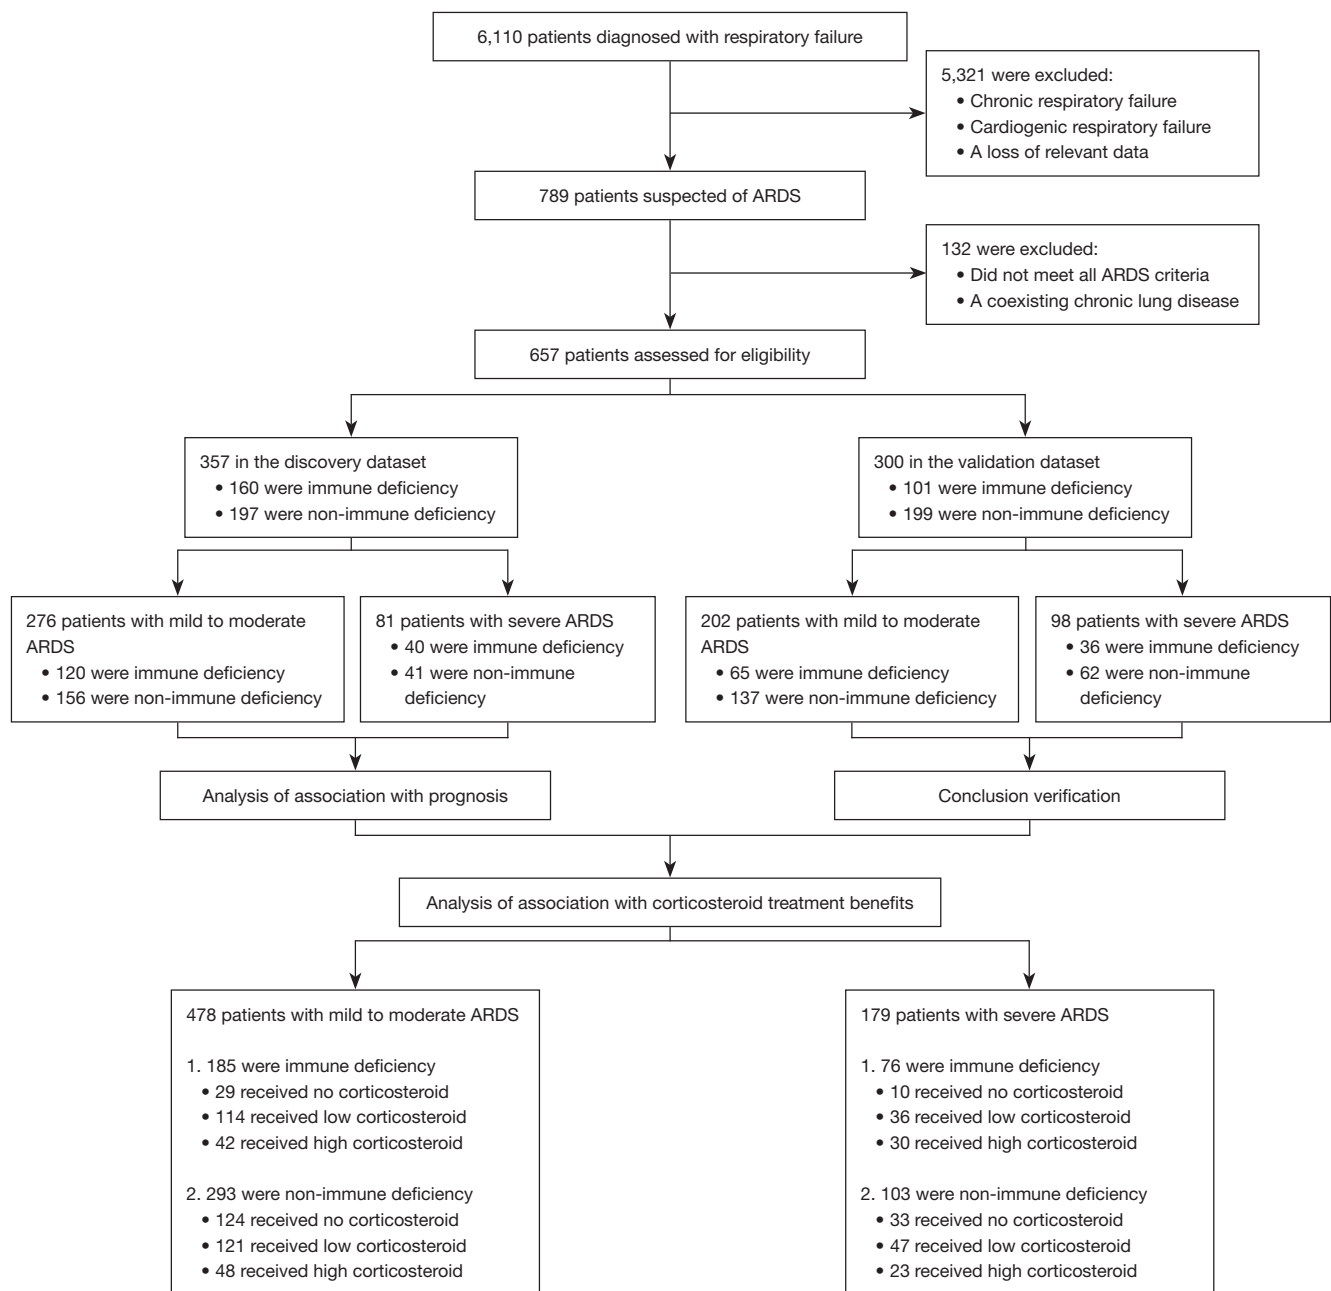 6,110 patients diagnosed with respiratory failure
5,321 were excluded:
• Chronic respiratory failure
• Cardiogenic respiratory failure
• A loss of relevant data
789 patients suspected of ARDS
132 were excluded:
• Did not meet all ARDS criteria
• A coexisting chronic lung disease
657 patients assessed for eligibility
357 in the discovery dataset
• 160 were immune deficiency
• 197 were non-immune deficiency
300 in the validation dataset
• 101 were immune deficiency
• 199 were non-immune deficiency
276 patients with mild to moderate
ARDS
• 120 were immune deficiency
• 156 were non-immune deficiency
81 patients with severe ARDS
• 40 were immune deficiency
• 41 were non-immune
deficiency
202 patients with mild to moderate
ARDS
• 65 were immune deficiency
• 137 were non-immune deficiency
98 patients with severe ARDS
• 36 were immune deficiency
• 62 were non-immune
deficiency
Analysis of association with prognosis
Conclusion verification
Analysis of association with corticosteroid treatment benefits
478 patients with mild to moderate ARDS
1. 185 were immune deficiency
• 29 received no corticosteroid
• 114 received low corticosteroid
• 42 received high corticosteroid
2. 293 were non-immune deficiency
• 124 received no corticosteroid
• 121 received low corticosteroid
• 48 received high corticosteroid
179 patients with severe ARDS
1. 76 were immune deficiency
• 10 received no corticosteroid
• 36 received low corticosteroid
• 30 received high corticosteroid
2. 103 were non-immune deficiency
• 33 received no corticosteroid
• 47 received low corticosteroid
• 23 received high corticosteroid